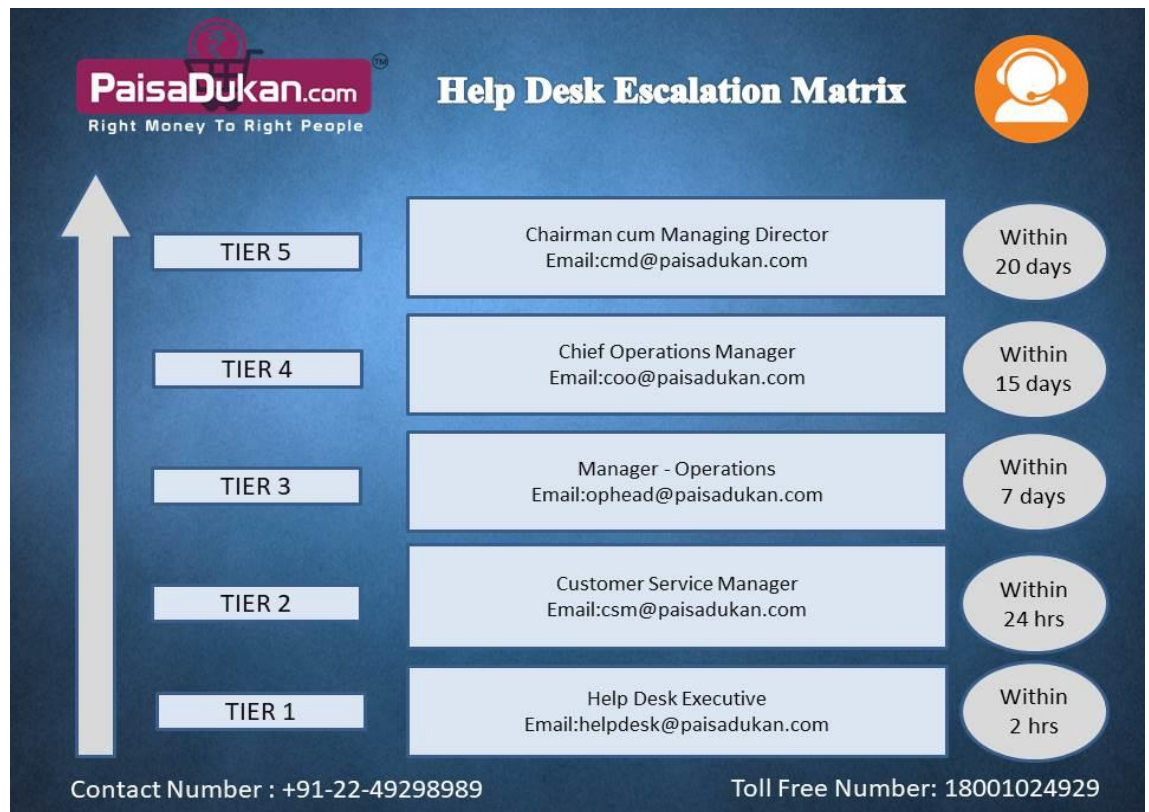 PaisaDukan.com
TM
Right Money To Right People
Help Desk Escalation Matrix
TIER 5
Chairman cum Managing Director
Email:cmd@paisadukan.com
Within
20 days
TIER 4
Chief Operations Manager
Email:coo@paisadukan.com
Within
15 days
TIER 3
Manager - Operations
Email:ophead@paisadukan.com
Within
7 days
TIER 2
Customer Service Manager
Email:csm@paisadukan.com
Within
24 hrs
TIER 1
Help Desk Executive
Email:helpdesk@paisadukan.com
Within
2 hrs
Contact Number : +91-22-49298989
Toll Free Number: 18001024929